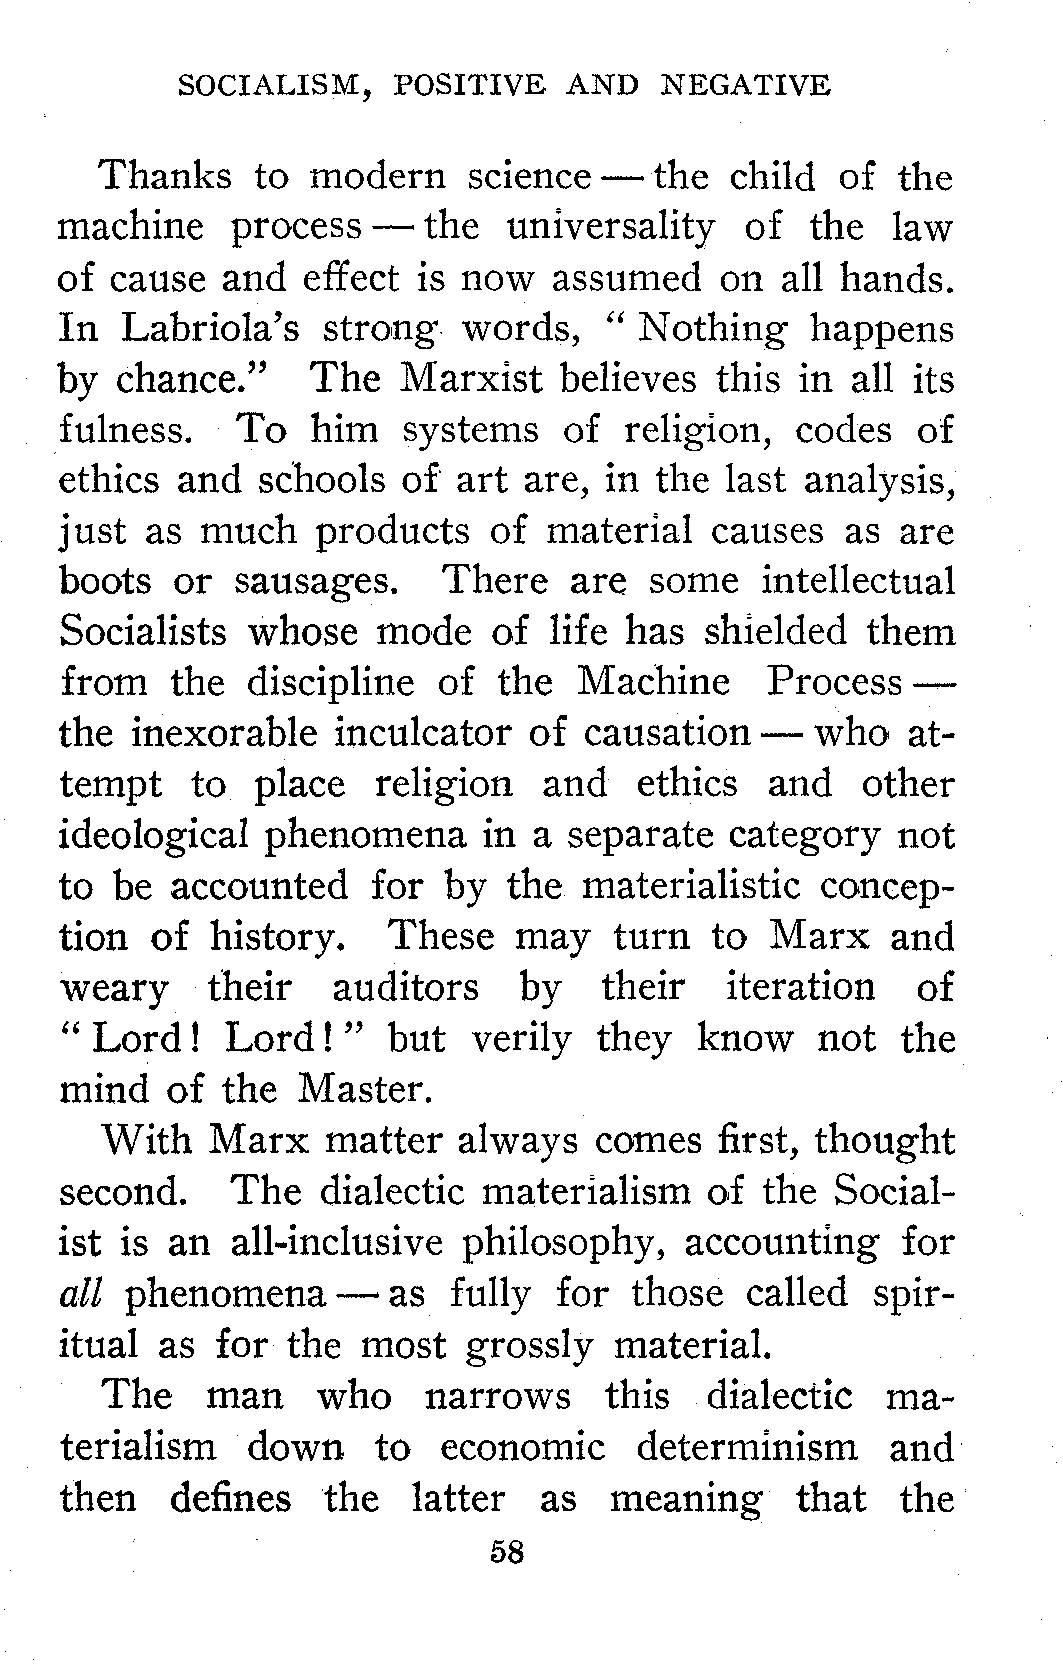 SOCIALISM, POSITIVE AND NEGATIVE
Thanks to modern science — the child of the
machine process — the universality of the law
of cause and effect is now assumed on all hands.
In Labriola's strong words, " Nothing happens
by chance." The Marxist believes this in all its
fulness. To him systems of religion, codes of
ethics and schools of art are, in the last analysis,
just as much products of material causes as are
boots or sausages. There are some intellectual
Socialists whose mode of life has shielded them
from the discipline of the Machine Process —
the inexorable inculcator of causation — who at-
tempt to place religion and ethics and other
ideological phenomena in a separate category not
to be accounted for by the materialistic concep-
tion of history. These may turn to Marx and
weary their auditors by their iteration of
" Lord! Lord! " but verily they know not the
mind of the Master.
With Marx matter always comes first, thought
second. The dialectic materialism of the Social-
ist is an all-inclusive philosophy, accounting for
all phenomena — as fully for those called spir-
itual as for the most grossly material.
The man who narrows this dialectic ma-
terialism down to economic determinism and
then defines the latter as meaning that the
58